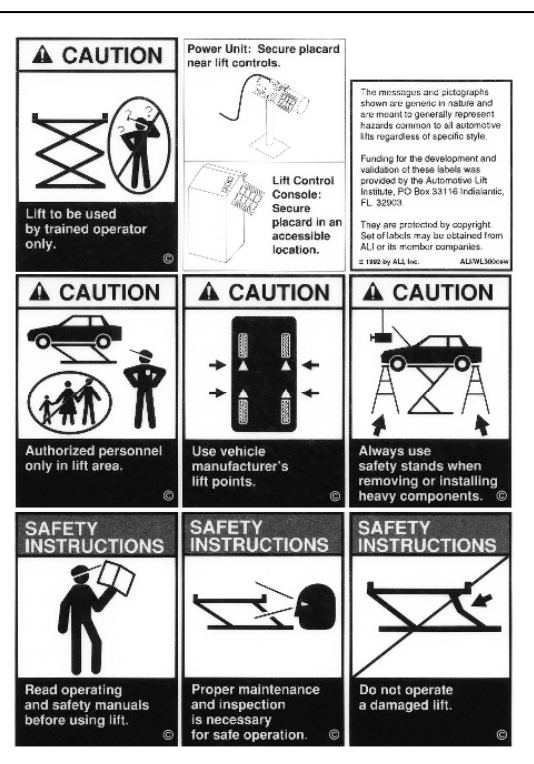 CAUTION
Lift to be used
by trained operator
only.
©
Power Unit: Secure placard
near lift controls.
Lift Control
Console:
Secure
placard in an
accessible
location.
The messages and pictographs
shown are generic in nature and
are meant to generally represent
hazards common to all automotive
lifts regardless of specific style.
Funding for the development and
validation of these labels was
provided by the Automotive Lift
Institute, PO Box 33116 Indialantic,
FL. 32903.
They are protected by copyright.
Set of labels may be obtained from
ALI or its member companies.
© 1992 by ALI, Inc.
CAUTION
Authorized personnel
only in lift area.
©
CAUTION
Use vehicle
manufacturer's
lift points.
©
CAUTION
Always use
safety stands when
removing or installing
heavy components. ©
SAFETY
INSTRUCTIONS
Read operating
and safety manuals
before using lift.
©
SAFETY
INSTRUCTIONS
Proper maintenance
and inspection
is necessary
for safe operation. ©
SAFETY
INSTRUCTIONS
Do not operate
a damaged lift.
©